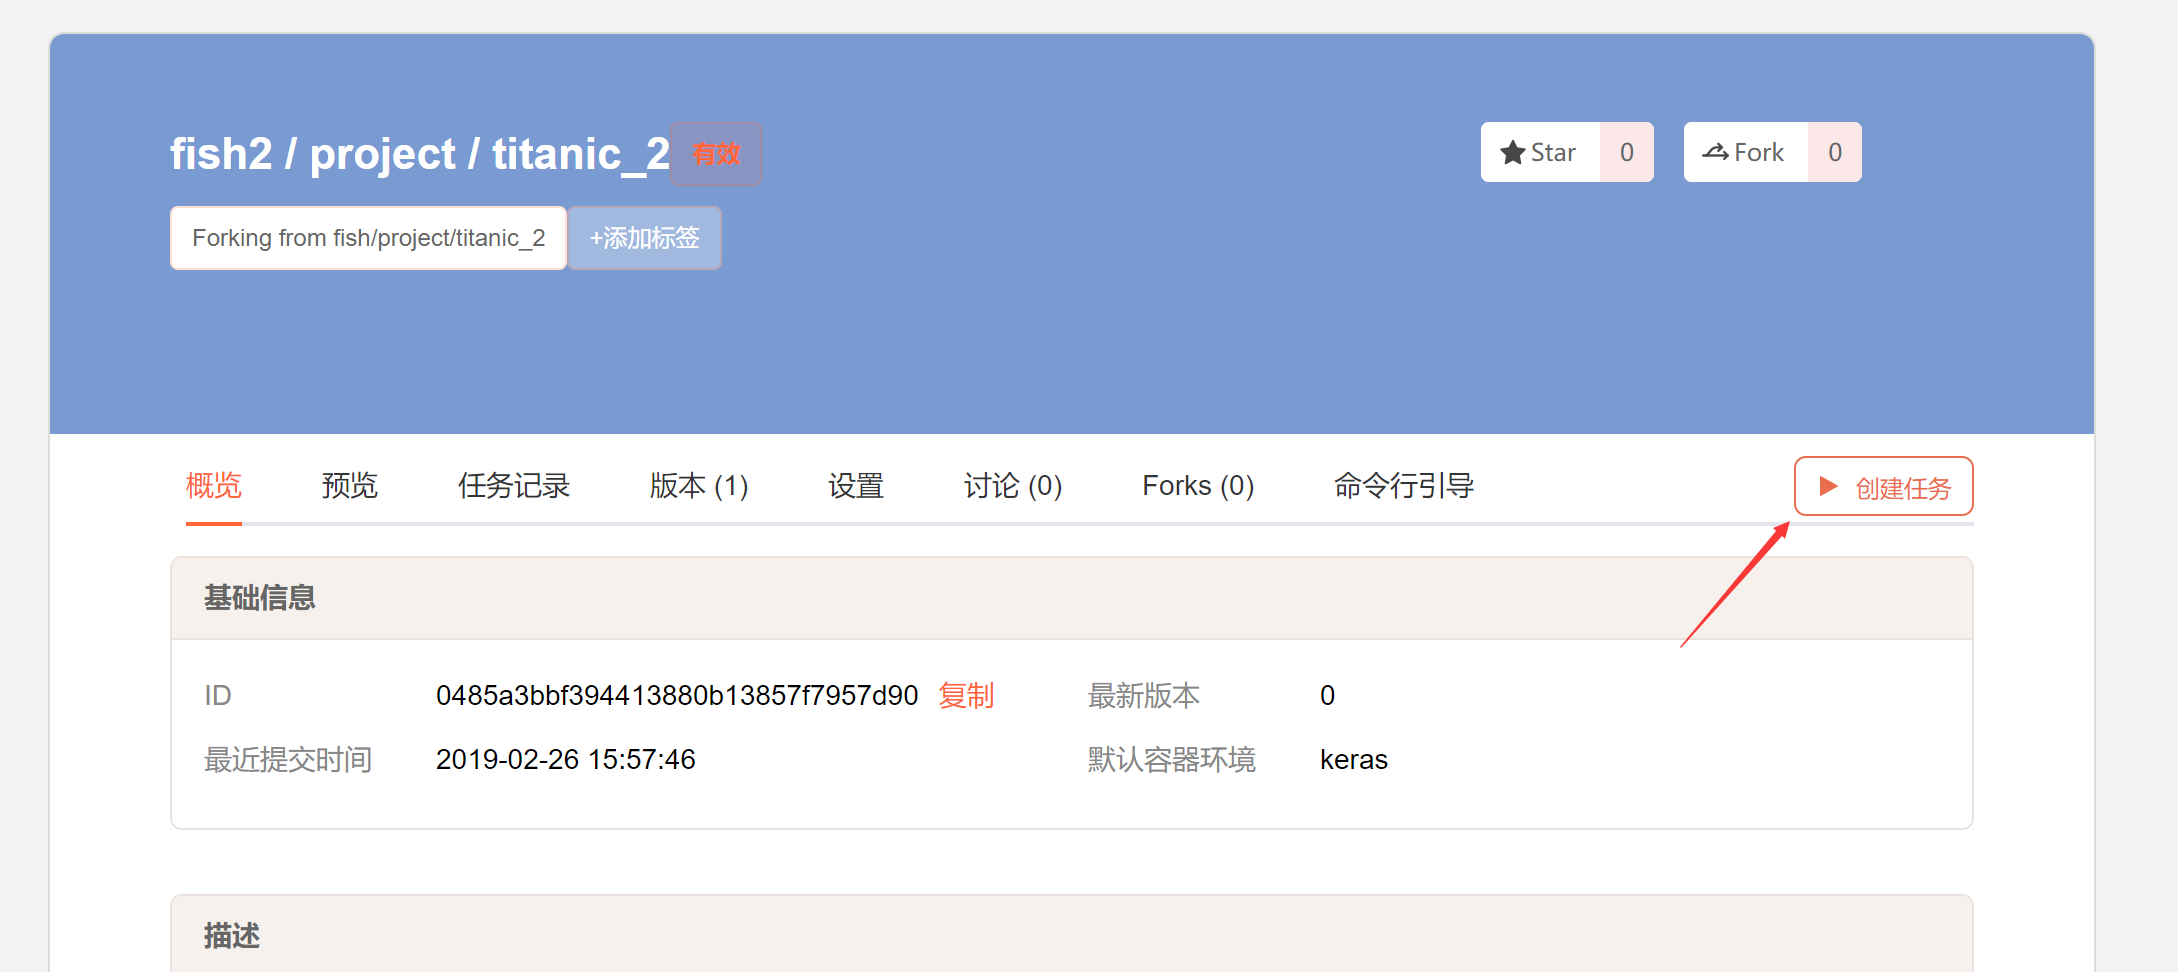 fish2 / project / titanic_2 有效
Star 0 Fork 0
Forking from fish/project/titanic_2 +添加标签
概览 预览 任务记录 版本 (1) 设置 讨论 (0) Forks (0) 命令行引导 创建任务
基础信息
ID 0485a3bbf394413880b13857f7957d90 复制 最新版本 0
最近提交时间 2019-02-26 15:57:46 默认容器环境 keras
描述